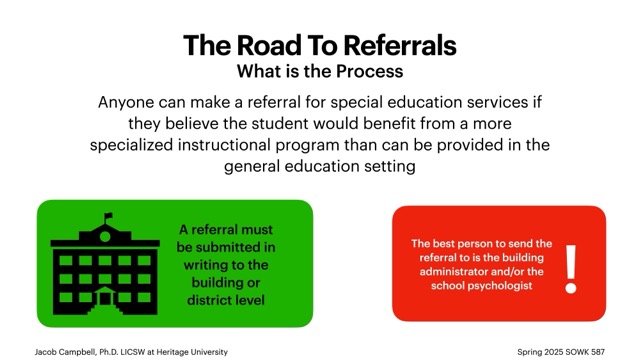 The Road To Referrals
What is the Process
Anyone can make a referral for special education services if
they believe the student would benefit from a more
specialized instructional program than can be provided in the
general education setting
A referral must
be submitted in
writing to the
building or
district level
The best person to send the
referral to is the building
administrator and/or the
school psychologist
!
Jacob Campbell, Ph.D. LICSW at Heritage University
Spring 2025 SOWK 587